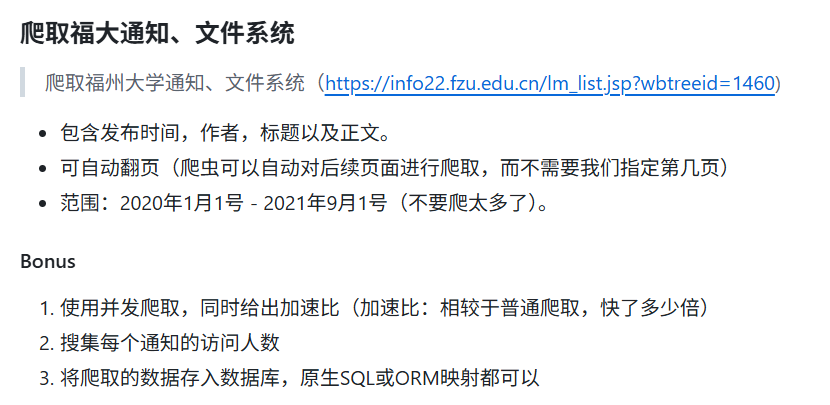 爬取福大通知、文件系统
爬取福州大学通知、文件系统（https://info22.fzu.edu.cn/lm_list.jsp?wbtreeid=1460)
• 包含发布时间，作者，标题以及正文。
• 可自动翻页（爬虫可以自动对后续页面进行爬取，而不需要我们指定第几页）
• 范围：2020年1月1号 - 2021年9月1号（不要爬太多了）。
Bonus
1. 使用并发爬取，同时给出加速比（加速比：相较于普通爬取，快了多少倍）
2. 搜集每个通知的访问人数
3. 将爬取的数据存入数据库，原生SQL或ORM映射都可以